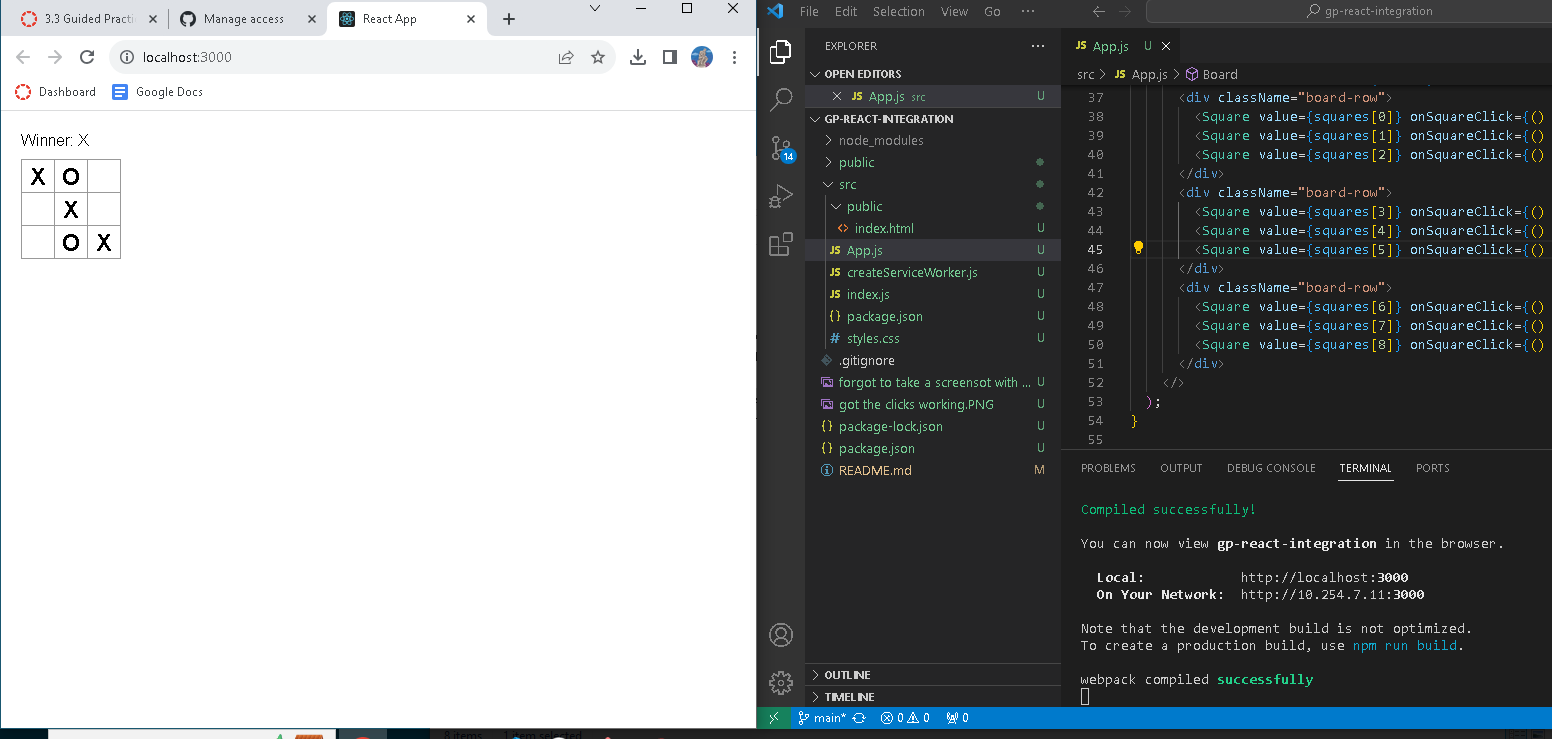 3.3 Guided Practi
Manage access
React App
localhost:3000
Dashboard
Google Docs
Winner: X
X O
X
O X
File Edit Selection View Go ···
gp-react-integration
EXPLORER
OPEN EDITORS
JS App.js src U
GP-REACT-INTEGRATION
node_modules
public
src
public
<> index.html U
JS App.js U
JS createServiceWorker.js U
JS index.js U
{} package.json U
# styles.css U
.gitignore
forgot to take a screensot with ... U
got the clicks working.PNG U
{} package-lock.json U
{} package.json U
README.md M
OUTLINE
TIMELINE
14
JS App.js U
src > JS App.js > Board
37 <div className="board-row">
38 <Square value={squares[0]} onSquareClick={()
39 <Square value={squares[1]} onSquareClick={()
40 <Square value={squares[2]} onSquareClick={()
41 </div>
42 <div className="board-row">
43 <Square value={squares[3]} onSquareClick={()
44 <Square value={squares[4]} onSquareClick={()
45 <Square value={squares[5]} onSquareClick={()
46 </div>
47 <div className="board-row">
48 <Square value={squares[6]} onSquareClick={()
49 <Square value={squares[7]} onSquareClick={()
50 <Square value={squares[8]} onSquareClick={()
51 </div>
52 </>
53 );
54 }
55
PROBLEMS OUTPUT DEBUG CONSOLE TERMINAL PORTS
Compiled successfully!
You can now view gp-react-integration in the browser.
Local: http://localhost:3000
On Your Network: http://10.254.7.11:3000
Note that the development build is not optimized.
To create a production build, use npm run build.
webpack compiled successfully
main* 0 0 0
8 items 1 item selected